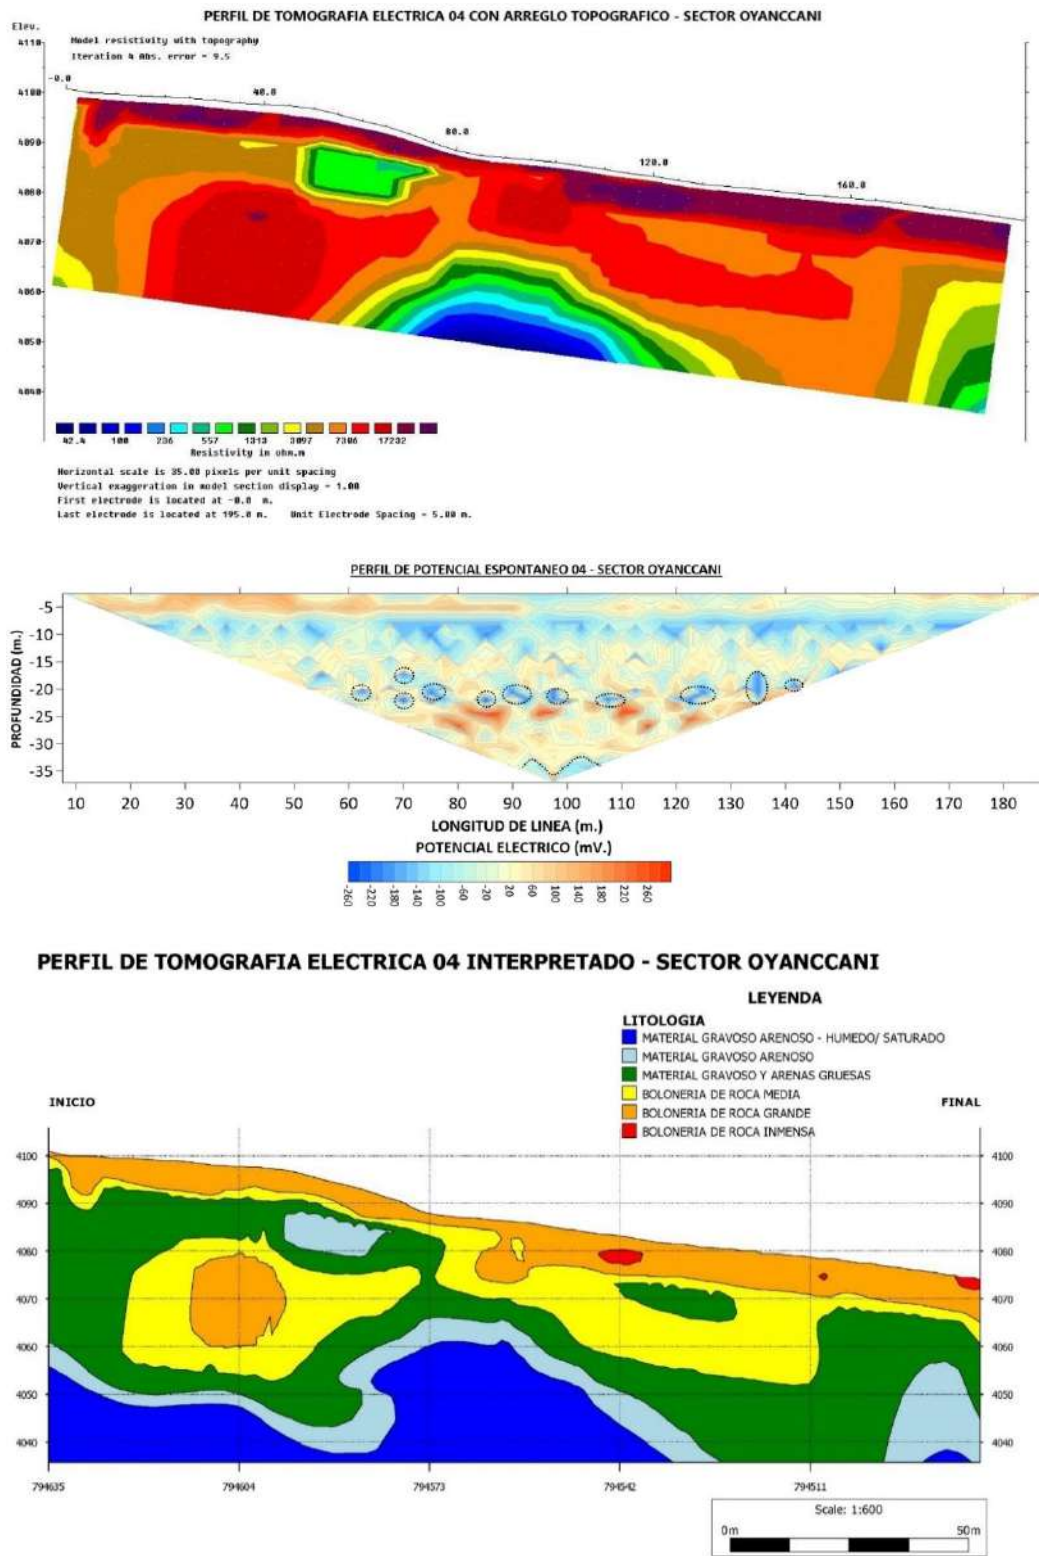 PERFIL DE TOMOGRAFIA ELECTRICA 04 CON ARREGLO TOPOGRAFICO - SECTOR OYANCCANI
Elev.
Model resistivity with topography
Iteration 4 Abs. error = 9.5
4110
4100
4090
4080
4070
4060
4050
4040
-0.0
40.0
80.0
120.0
160.0
42.4 100 236 557 1313 3097 7306 17232
Resistivity in ohm.m
Horizontal scale is 35.00 pixels per unit spacing
Vertical exaggeration in model section display = 1.00
First electrode is located at -0.0 m.
Last electrode is located at 195.0 m. Unit Electrode Spacing = 5.00 m.
PERFIL DE POTENCIAL ESPONTANEO 04 - SECTOR OYANCCANI
PROFUNDIDAD (m.)
-5
-10
-15
-20
-25
-30
-35
10 20 30 40 50 60 70 80 90 100 110 120 130 140 150 160 170 180
LONGITUD DE LINEA (m.)
POTENCIAL ELECTRICO (mV.)
-260 -220 -180 -140 -100 -60 -20 20 60 100 140 180 220 260
PERFIL DE TOMOGRAFIA ELECTRICA 04 INTERPRETADO - SECTOR OYANCCANI
LEYENDA
LITOLOGIA
MATERIAL GRAVOSO ARENOSO - HUMEDO/ SATURADO
MATERIAL GRAVOSO ARENOSO
MATERIAL GRAVOSO Y ARENAS GRUESAS
BOLONERIA DE ROCA MEDIA
BOLONERIA DE ROCA GRANDE
BOLONERIA DE ROCA INMENSA
INICIO FINAL
4100 4100
4090 4090
4080 4080
4070 4070
4060 4060
4050 4050
4040 4040
794635 794604 794573 794542 794511
Scale: 1:600
0m 50m